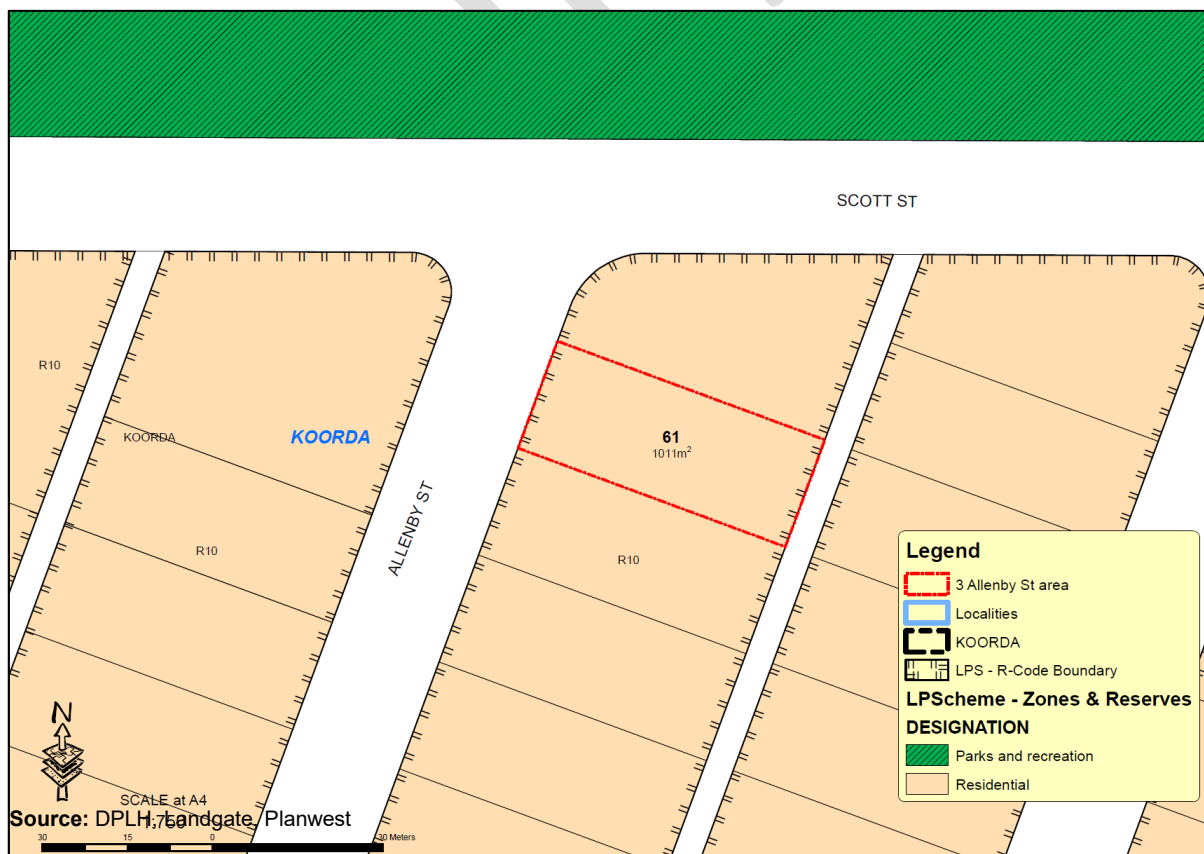 SCOTT ST
R10
KOORDA
KOORDA
61
1011m²
ALLENBY ST
R10
R10
Legend
3 Allenby St area
Localities
KOORDA
LPS - R-Code Boundary
LPScheme - Zones & Reserves
DESIGNATION
Parks and recreation
Residential
N
SCALE at A4
1:750
Source: DPLH, Landgate, Planwest
30 15 0 30 Meters